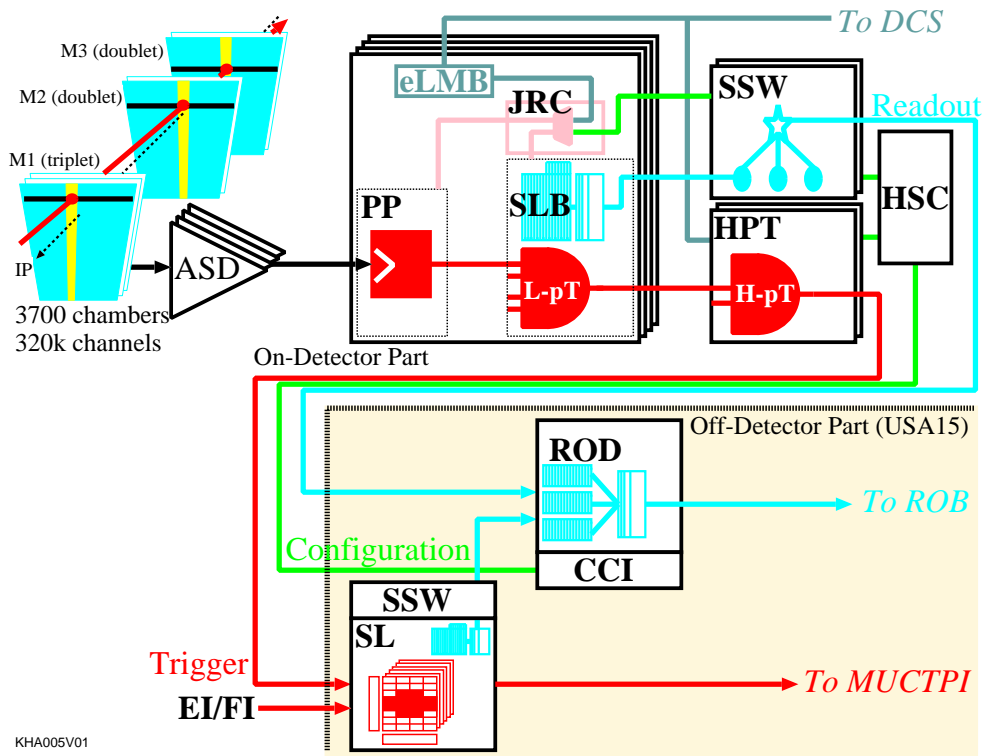 To DCS
M3 (doublet)
eLMB
SSW
M2 (doublet)
JRC
Readout
M1 (triplet)
PP
SLB
HSC
HPT
IP
ASD
L-pT
H-pT
3700 chambers
320k channels
On-Detector Part
Off-Detector Part (USA15)
ROD
To ROB
Configuration
CCI
SSW
SL
Trigger
To MUCTPI
EI/FI
KHA005V01